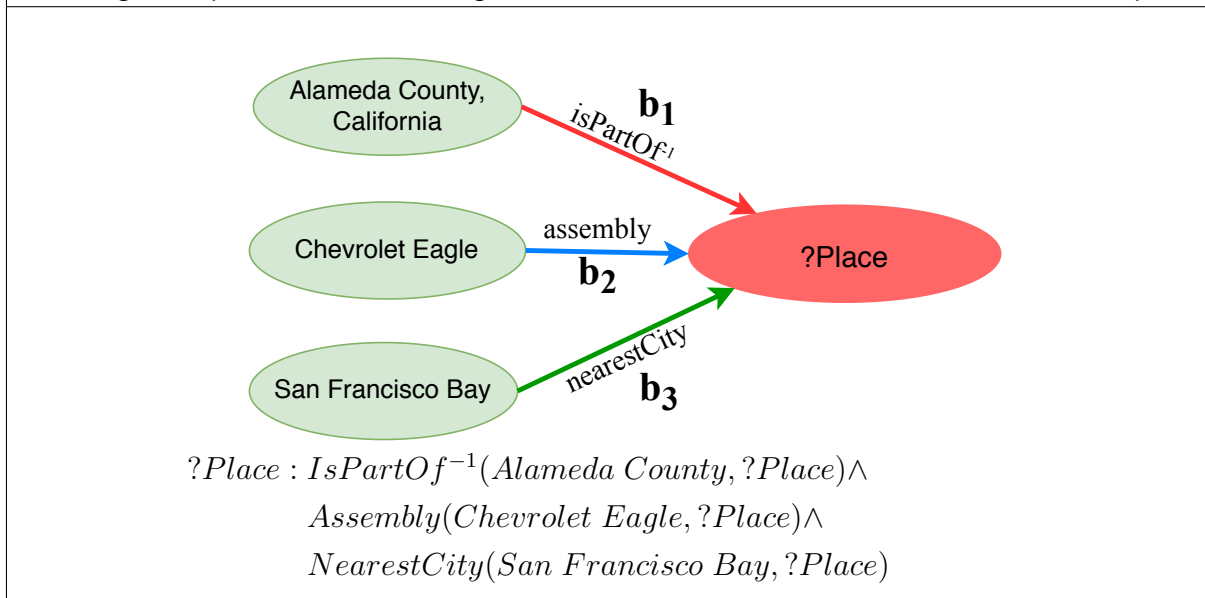 Alameda County,
California
b1
isPartOf-1
Chevrolet Eagle
assembly
b2
?Place
San Francisco Bay
nearestCity
b3
?Place : IsPartOf−1(Alameda County, ?Place)∧
Assembly(Chevrolet Eagle, ?Place)∧
NearestCity(San Francisco Bay, ?Place)